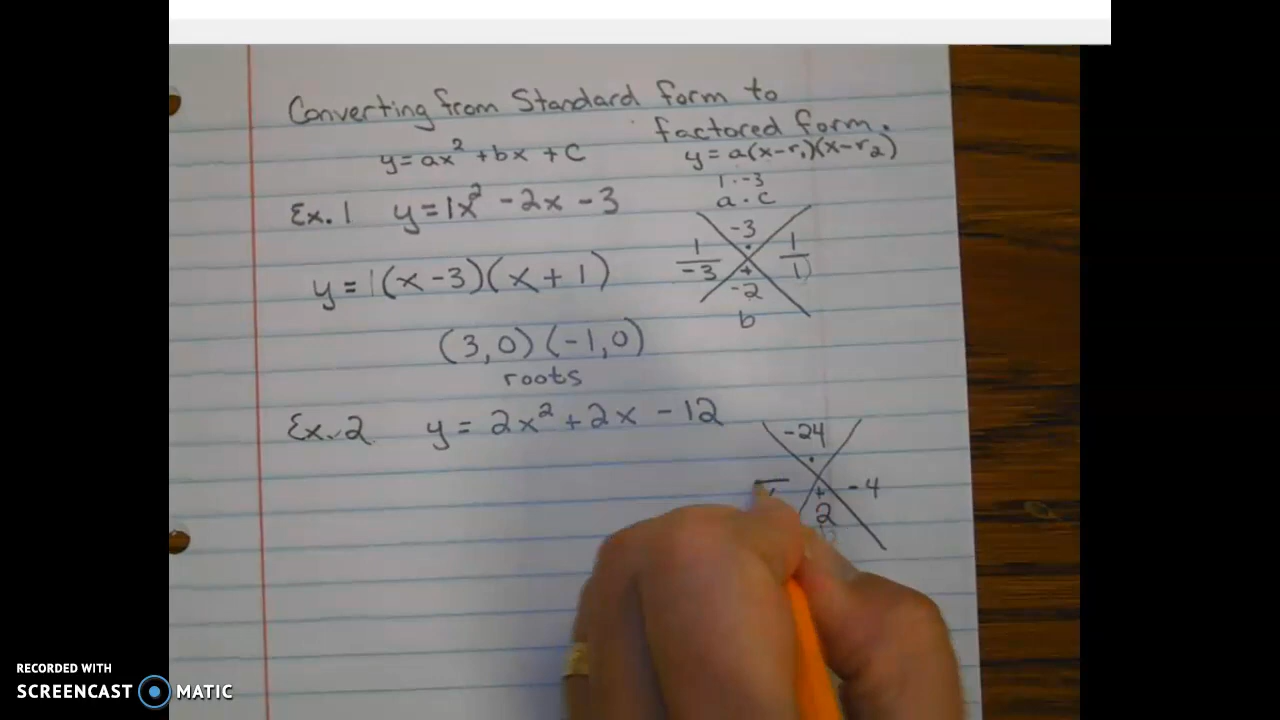 Converting from Standard form to
factored form.
y = ax² + bx + c
y = a(x-r₁)(x-r₂)
1 · -3
a · c
Ex. 1 y = 1x² - 2x - 3
-3
·
1
-3
1
1
+
-2
b
y = 1(x - 3)(x + 1)
(3, 0) (-1, 0)
roots
Ex. 2 y = 2x² + 2x - 12
-24
·
+
-4
2
b
RECORDED WITH
SCREENCAST MATIC